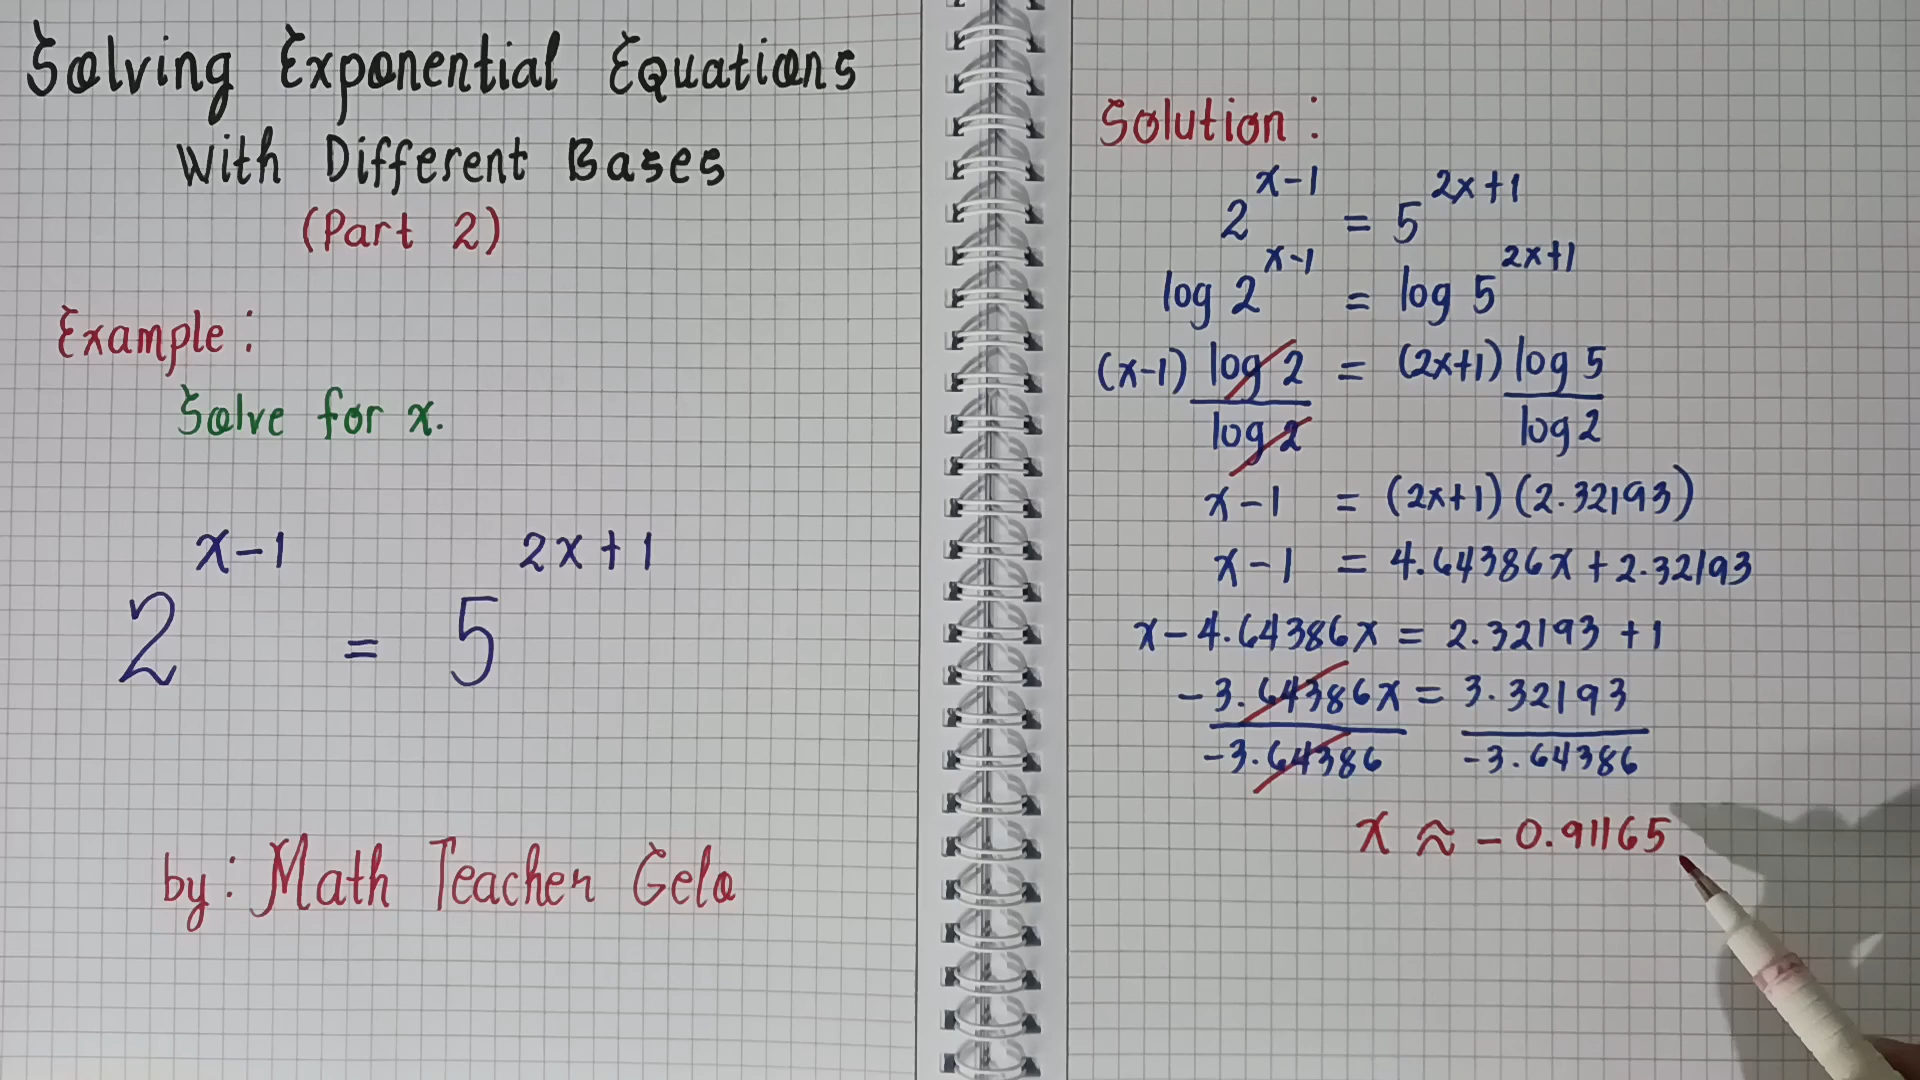 Solving Exponential Equations
With Different Bases
(Part 2)
Example:
Solve for x.
2^(x-1) = 5^(2x+1)
by: Math Teacher Gela
Solution:
2^(x-1) = 5^(2x+1)
log 2^(x-1) = log 5^(2x+1)
(x-1) log 2 = (2x+1) log 5
log 2 log 2
x-1 = (2x+1)(2.32193)
x-1 = 4.64386x+2.32193
x-4.64386x = 2.32193+1
-3.64386x = 3.32193
-3.64386 -3.64386
x ≈ -0.91165